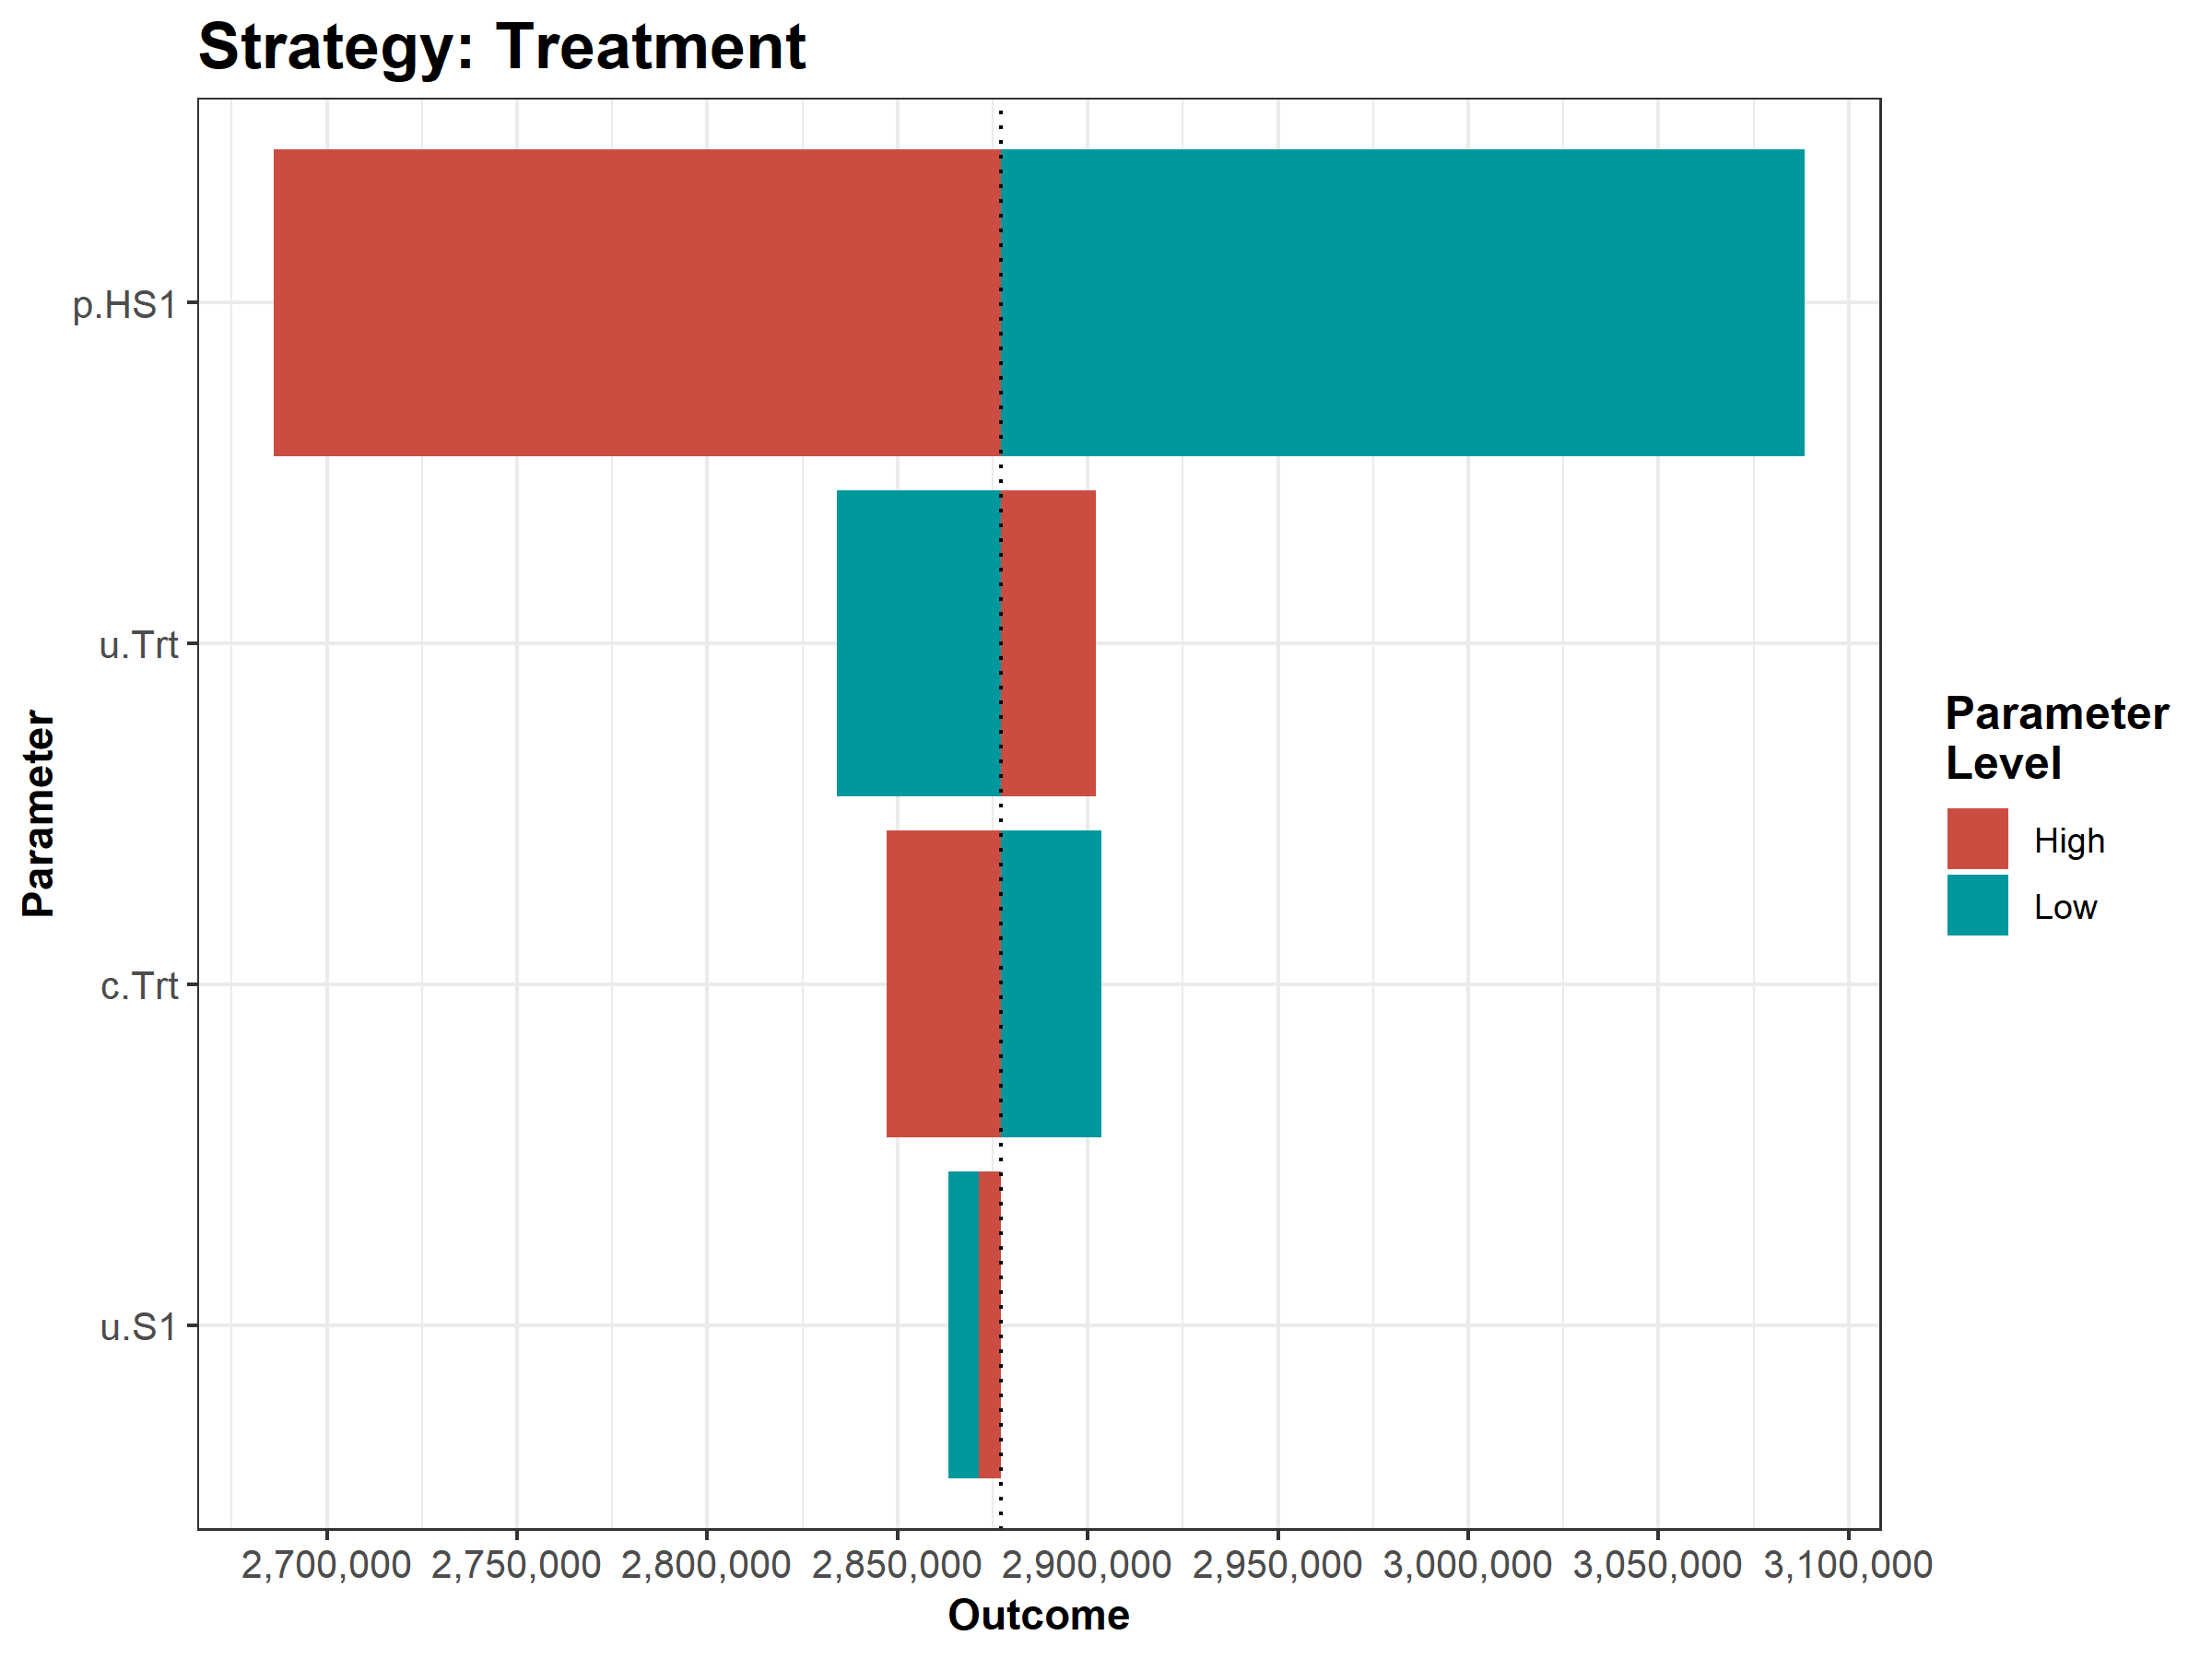 Strategy: Treatment
p.HS1
u.Trt
c.Trt
u.S1
Parameter
2,700,000 2,750,000 2,800,000 2,850,000 2,900,000 2,950,000 3,000,000 3,050,000 3,100,000
Outcome
Parameter
Level
High
Low